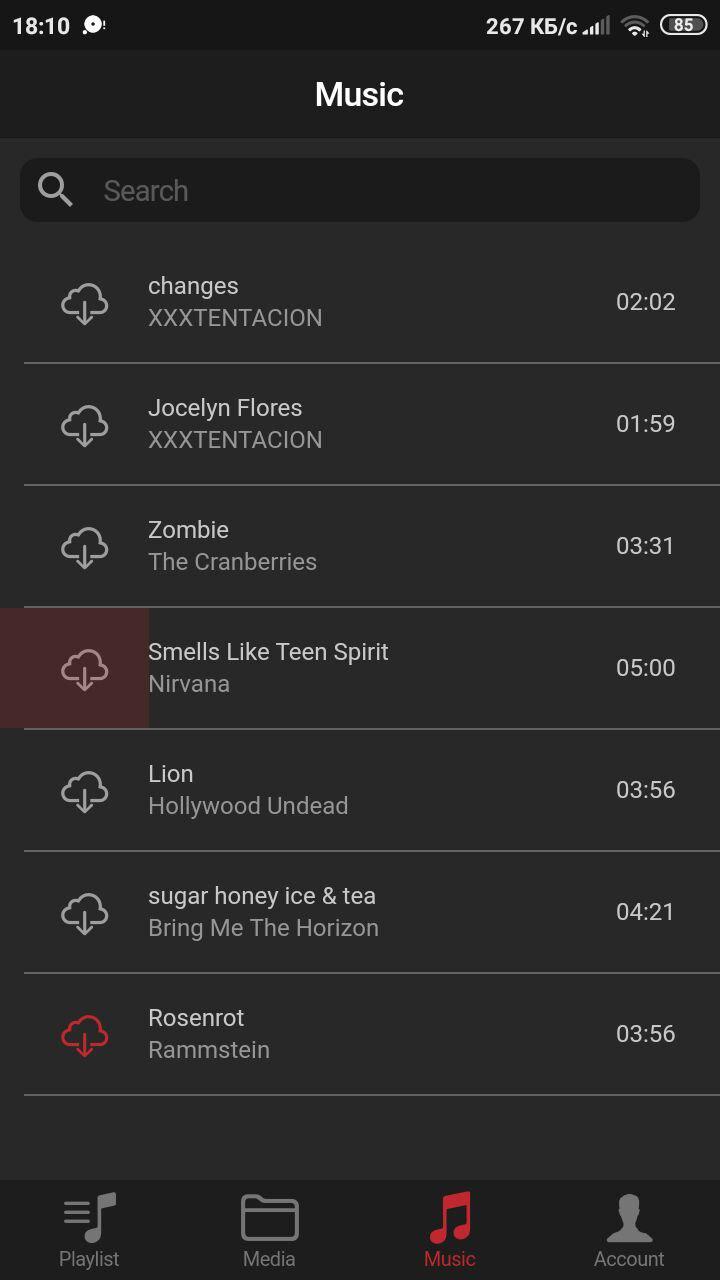 18:10
267 КБ/с
85
Music
Search
changes
XXXTENTACION
02:02
Jocelyn Flores
XXXTENTACION
01:59
Zombie
The Cranberries
03:31
Smells Like Teen Spirit
Nirvana
05:00
Lion
Hollywood Undead
03:56
sugar honey ice & tea
Bring Me The Horizon
04:21
Rosenrot
Rammstein
03:56
Playlist
Media
Music
Account